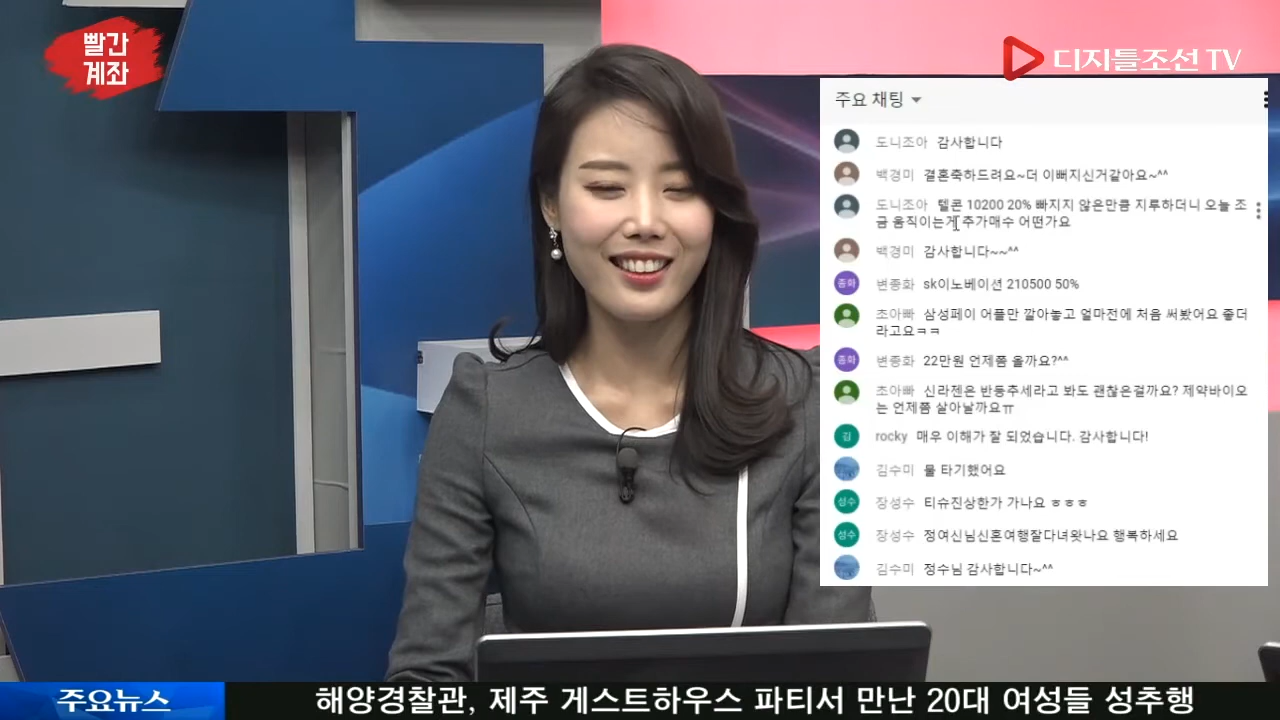 빨간
계좌
디지틀조선 TV
주요 채팅
도니조아 감사합니다
백경미 결혼축하드려요~더 이뻐지신거같아요~^^
도니조아 텔콘 10200 20% 빠지지 않은만큼 지루하더니 오늘 조
금 움직이는게 추가매수 어떤가요
백경미 감사합니다~~^^
종화 변종화 sk이노베이션 210500 50%
조아빠 삼성페이 어플만 깔아놓고 얼마전에 처음 써봤어요 좋더
라고요ㅋㅋ
종화 변종화 22만원 언제쯤 올까요?^^
조아빠 신라젠은 반등추세라고 봐도 괜찮은걸까요? 제약바이오
는 언제쯤 살아날까요ㅠ
김 rocky 매우 이해가 잘 되었습니다. 감사합니다!
김수미 물 타기했어요
성수 장성수 티슈진상한가 가나요 ㅎㅎㅎ
성수 장성수 정여신님신혼여행잘다녀왓나요 행복하세요
김수미 정수님 감사합니다~^^
주요뉴스 해양경찰관, 제주 게스트하우스 파티서 만난 20대 여성들 성추행